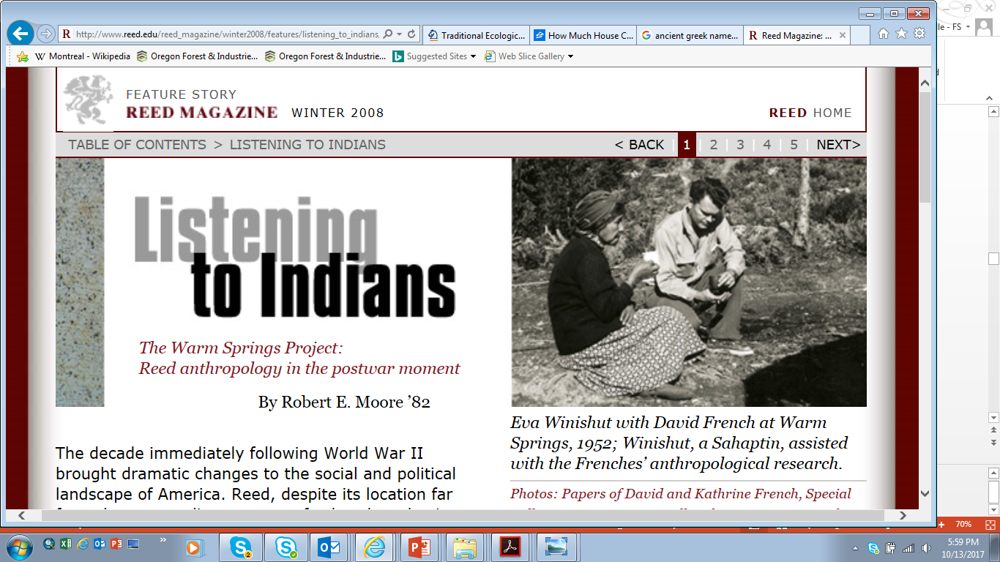 R http://www.reed.edu/reed_magazine/winter2008/features/listening_to_indians,
Traditional Ecologic...
How Much House C...
G ancient greek name...
R Reed Magazine: ...
le - FS
W Montreal - Wikipedia
Oregon Forest & Industrie...
Oregon Forest & Industrie...
b Suggested Sites
Web Slice Gallery
FEATURE STORY
REED MAGAZINE WINTER 2008
REED HOME
TABLE OF CONTENTS > LISTENING TO INDIANS
< BACK | 1 | 2 | 3 | 4 | 5 | NEXT>
Listening
to Indians
The Warm Springs Project:
Reed anthropology in the postwar moment
By Robert E. Moore ’82
The decade immediately following World War II
brought dramatic changes to the social and political
landscape of America. Reed, despite its location far
Eva Winishut with David French at Warm
Springs, 1952; Winishut, a Sahaptin, assisted
with the Frenches’ anthropological research.
Photos: Papers of David and Kathrine French, Special
70%
5:59 PM
10/13/2017